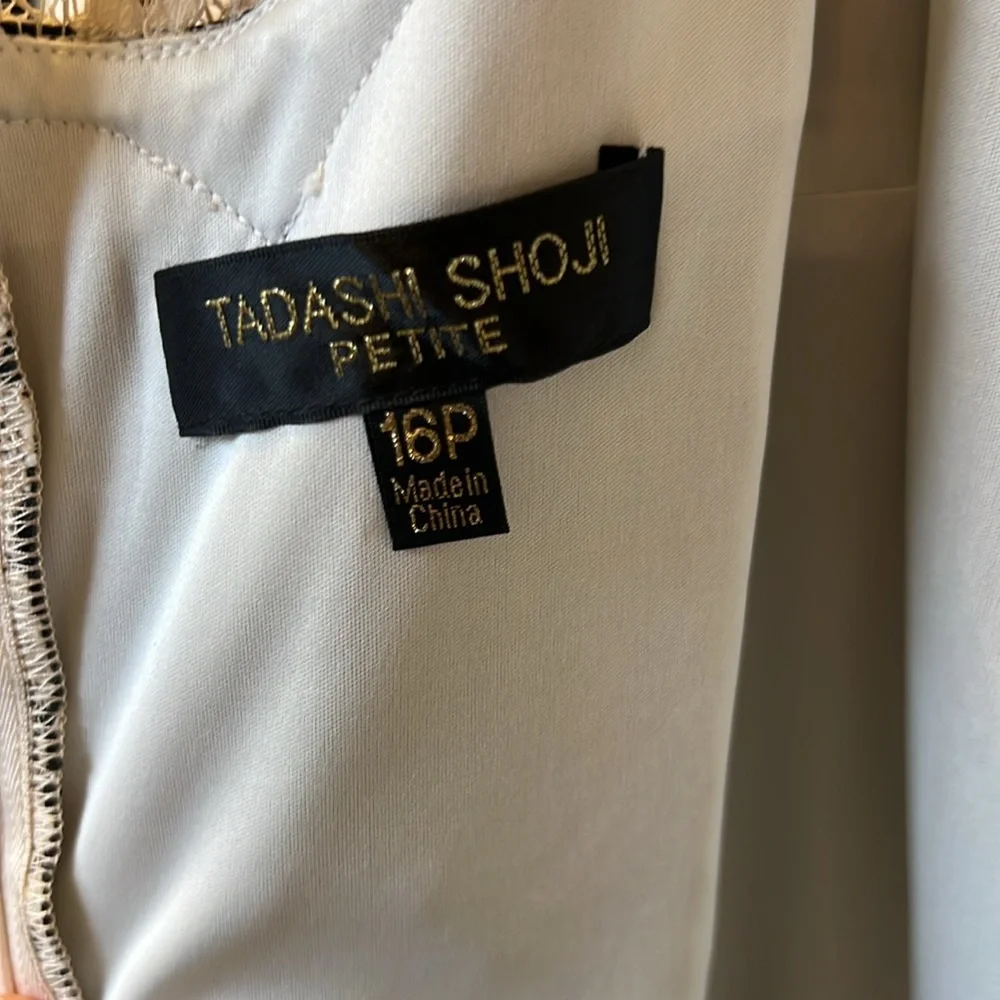 TADASHI SHOJI
PETITE
16P
Made in
China